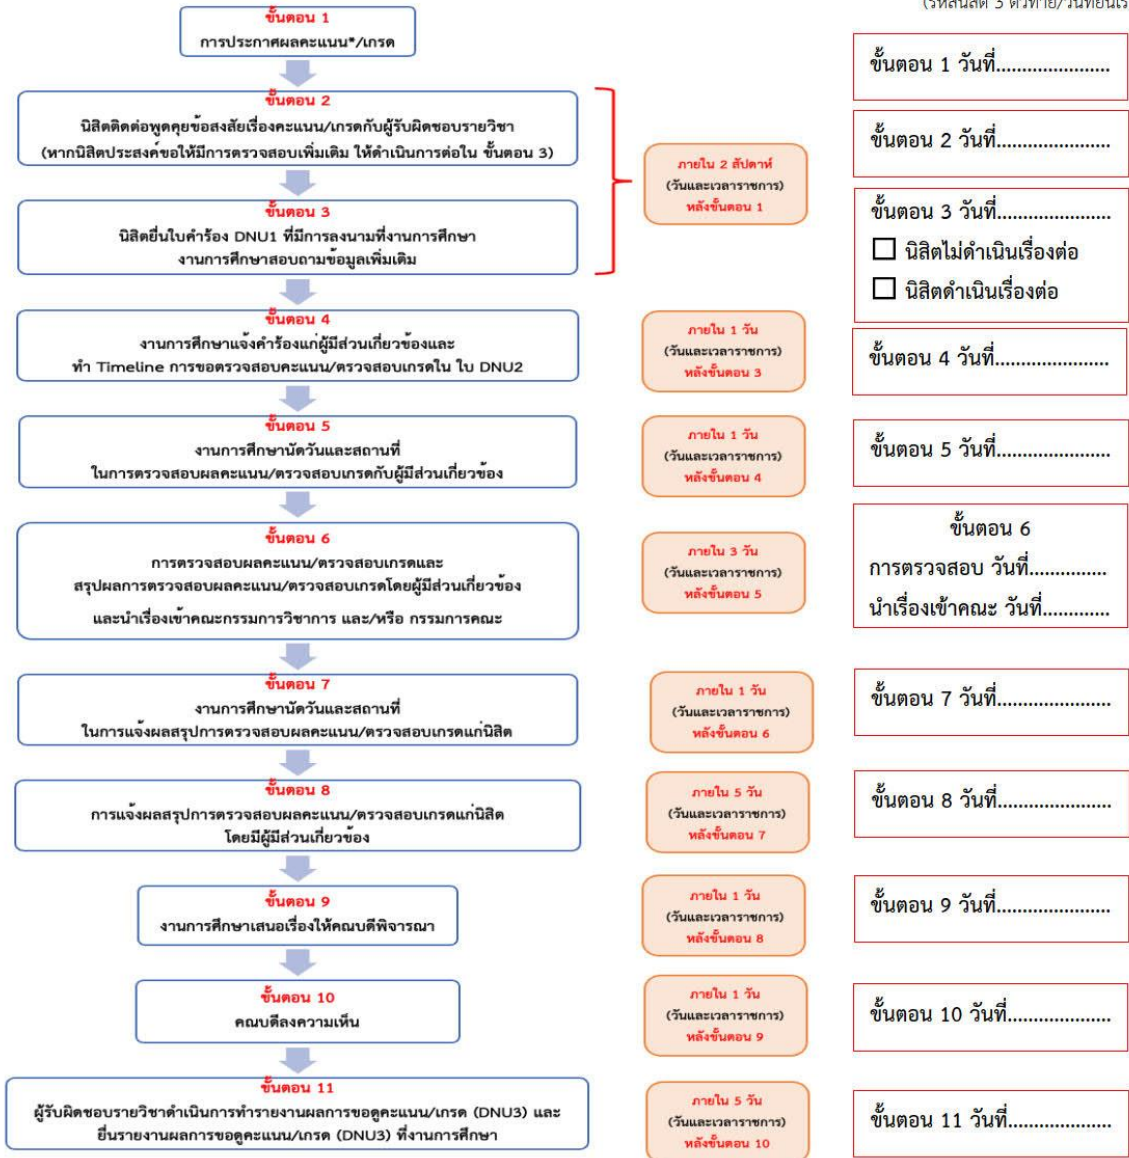 (รหัสนิสิต 3 ตัวท้าย/วันที่ยื่นเรื่
ขั้นตอน 1
การประกาศผลคะแนน*/เกรด
ขั้นตอน 1 วันที่......................
ขั้นตอน 2
นิสิตติดต่อพูดคุยข้อสงสัยเรื่องคะแนน/เกรดกับผู้รับผิดชอบรายวิชา
(หากนิสิตประสงค์ขอให้มีการตรวจสอบเพิ่มเติม ให้ดำเนินการต่อใน ขั้นตอน 3)
ขั้นตอน 2 วันที่......................
ขั้นตอน 3
นิสิตยื่นใบคำร้อง DNU1 ที่มีการลงนามที่งานการศึกษา
งานการศึกษาสอบถามข้อมูลเพิ่มเติม
ภายใน 2 สัปดาห์
(วันและเวลาราชการ)
หลังขั้นตอน 1
ขั้นตอน 3 วันที่......................
นิสิตไม่ดำเนินเรื่องต่อ
นิสิตดำเนินเรื่องต่อ
ขั้นตอน 4
งานการศึกษาแจ้งคำร้องแก่ผู้มีส่วนเกี่ยวข้องและ
ทำ Timeline การขอตรวจสอบคะแนน/ตรวจสอบเกรดใน ใบ DNU2
ภายใน 1 วัน
(วันและเวลาราชการ)
หลังขั้นตอน 3
ขั้นตอน 4 วันที่......................
ขั้นตอน 5
งานการศึกษานัดวันและสถานที่
ในการตรวจสอบผลคะแนน/ตรวจสอบเกรดกับผู้มีส่วนเกี่ยวข้อง
ภายใน 1 วัน
(วันและเวลาราชการ)
หลังขั้นตอน 4
ขั้นตอน 5 วันที่......................
ขั้นตอน 6
การตรวจสอบผลคะแนน/ตรวจสอบเกรดและ
สรุปผลการตรวจสอบผลคะแนน/ตรวจสอบเกรดโดยผู้มีส่วนเกี่ยวข้อง
และนำเรื่องเข้าคณะกรรมการวิชาการ และ/หรือ กรรมการคณะ
ภายใน 3 วัน
(วันและเวลาราชการ)
หลังขั้นตอน 5
ขั้นตอน 6
การตรวจสอบ วันที่...............
นำเรื่องเข้าคณะ วันที่.............
ขั้นตอน 7
งานการศึกษานัดวันและสถานที่
ในการแจ้งผลสรุปการตรวจสอบผลคะแนน/ตรวจสอบเกรดแก่นิสิต
ภายใน 1 วัน
(วันและเวลาราชการ)
หลังขั้นตอน 6
ขั้นตอน 7 วันที่......................
ขั้นตอน 8
การแจ้งผลสรุปการตรวจสอบผลคะแนน/ตรวจสอบเกรดแก่นิสิต
โดยมีผู้มีส่วนเกี่ยวข้อง
ภายใน 5 วัน
(วันและเวลาราชการ)
หลังขั้นตอน 7
ขั้นตอน 8 วันที่......................
ขั้นตอน 9
งานการศึกษาเสนอเรื่องให้คณบดีพิจารณา
ภายใน 1 วัน
(วันและเวลาราชการ)
หลังขั้นตอน 8
ขั้นตอน 9 วันที่......................
ขั้นตอน 10
คณบดีลงความเห็น
ภายใน 1 วัน
(วันและเวลาราชการ)
หลังขั้นตอน 9
ขั้นตอน 10 วันที่....................
ขั้นตอน 11
ผู้รับผิดชอบรายวิชาดำเนินการทำรายงานผลการขอดูคะแนน/เกรด (DNU3) และ
ยื่นรายงานผลการขอดูคะแนน/เกรด (DNU3) ที่งานการศึกษา
ภายใน 5 วัน
(วันและเวลาราชการ)
หลังขั้นตอน 10
ขั้นตอน 11 วันที่....................